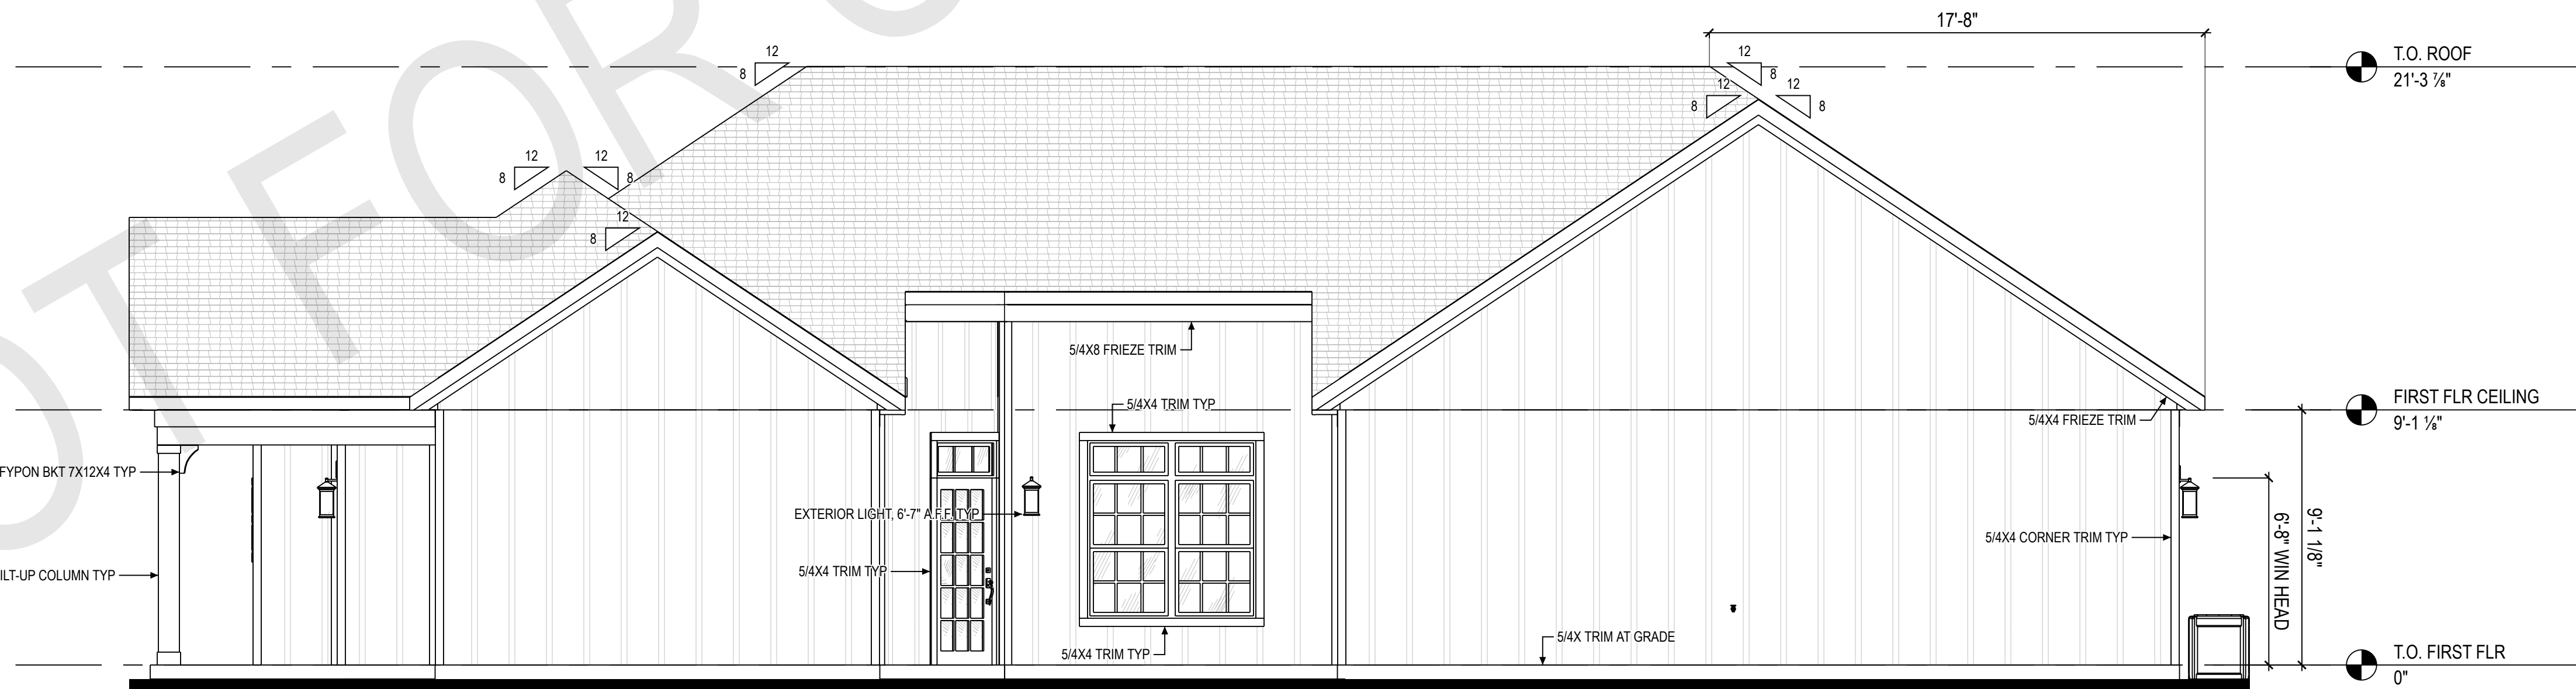 17'-8"
12
8
12
8
12
8
12
8
12
8
12
8
12
8
T.O. ROOF
21'-3 ⅞"
5/4X8 FRIEZE TRIM
5/4X4 TRIM TYP
FIRST FLR CEILING
9'-1 ⅛"
5/4X4 FRIEZE TRIM
FYPON BKT 7X12X4 TYP
EXTERIOR LIGHT, 6'-7" A.F.F. TYP
5/4X4 CORNER TRIM TYP
6'-8" WIN HEAD
9'-1 1/8"
ILT-UP COLUMN TYP
5/4X4 TRIM TYP
5/4X TRIM AT GRADE
5/4X4 TRIM TYP
T.O. FIRST FLR
0"
OT FOR